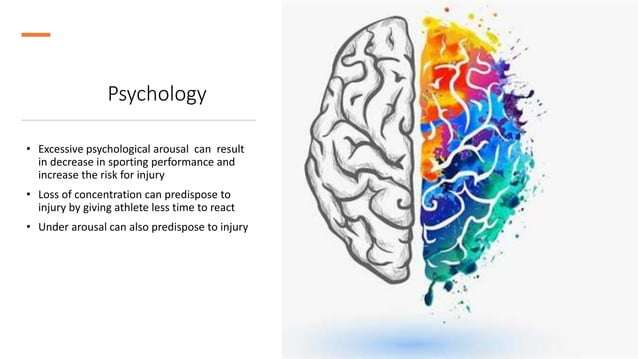 Psychology
• Excessive psychological arousal can result
in decrease in sporting performance and
increase the risk for injury
• Loss of concentration can predispose to
injury by giving athlete less time to react
• Under arousal can also predispose to injury